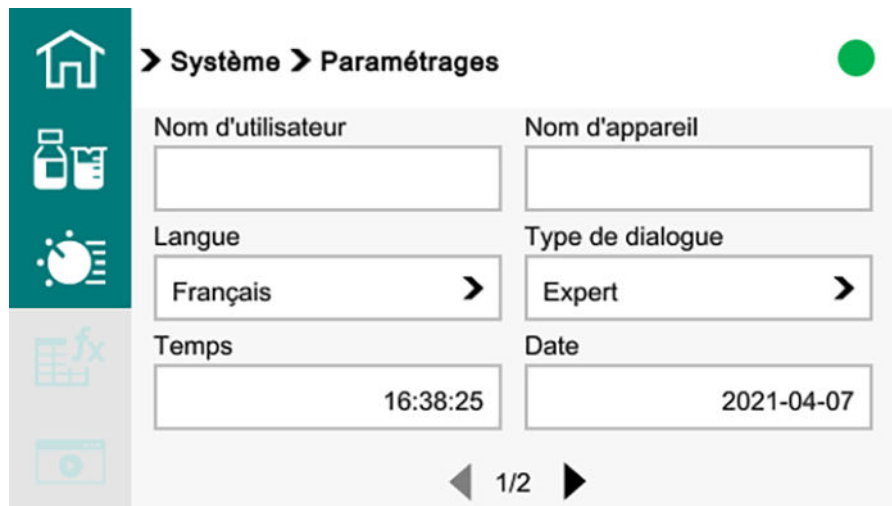 > Système > Paramétrages
Nom d'utilisateur Nom d'appareil
Langue Type de dialogue
Français > Expert >
Temps Date
16:38:25 2021-04-07
1/2
fx